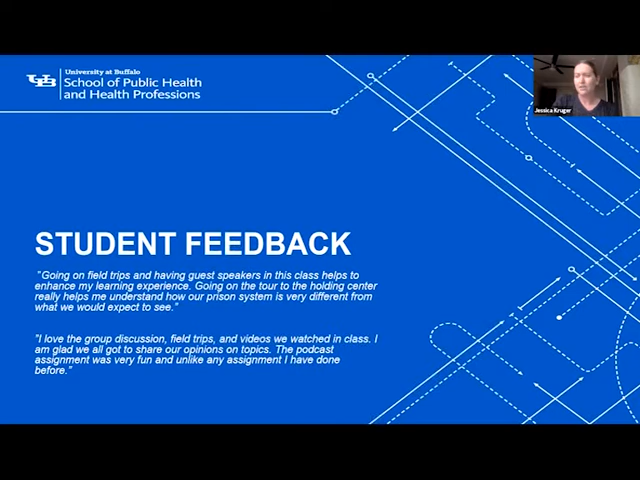 University at Buffalo
School of Public Health
and Health Professions
Jessica Kruger
STUDENT FEEDBACK
"Going on field trips and having guest speakers in this class helps to
enhance my learning experience. Going on the tour to the holding center
really helps me understand how our prison system is very different from
what we would expect to see."
"I love the group discussion, field trips, and videos we watched in class. I
am glad we all got to share our opinions on topics. The podcast
assignment was very fun and unlike any assignment I have done
before."